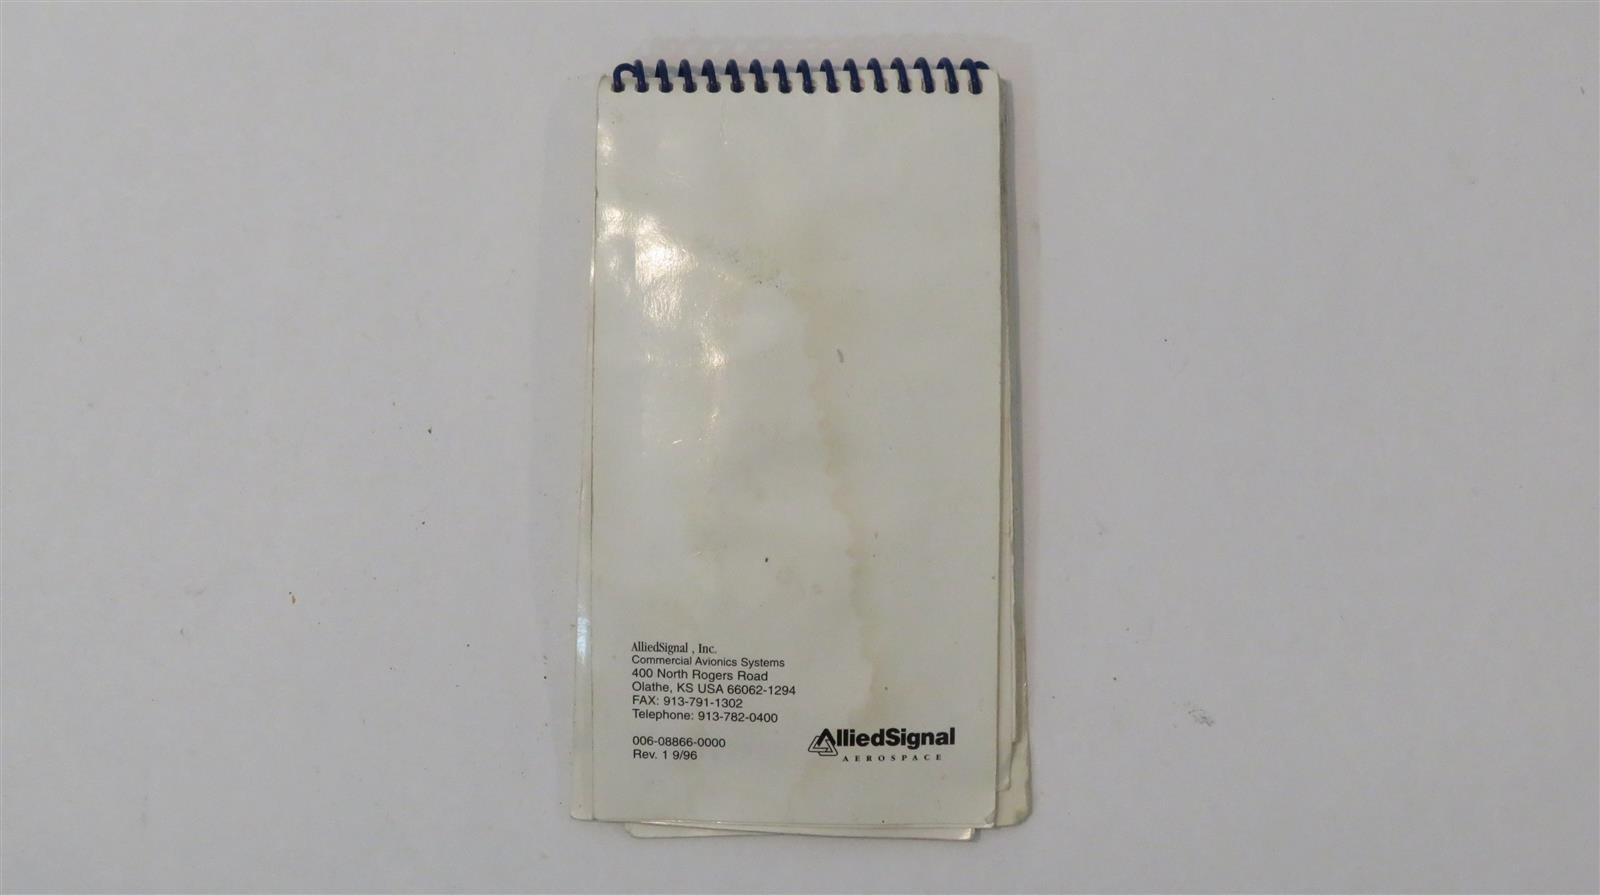 AlliedSignal , Inc.
Commercial Avionics Systems
400 North Rogers Road
Olathe, KS USA 66062-1294
FAX: 913-791-1302
Telephone: 913-782-0400
006-08866-0000
Rev. 1 9/96
AlliedSignal
AEROSPACE